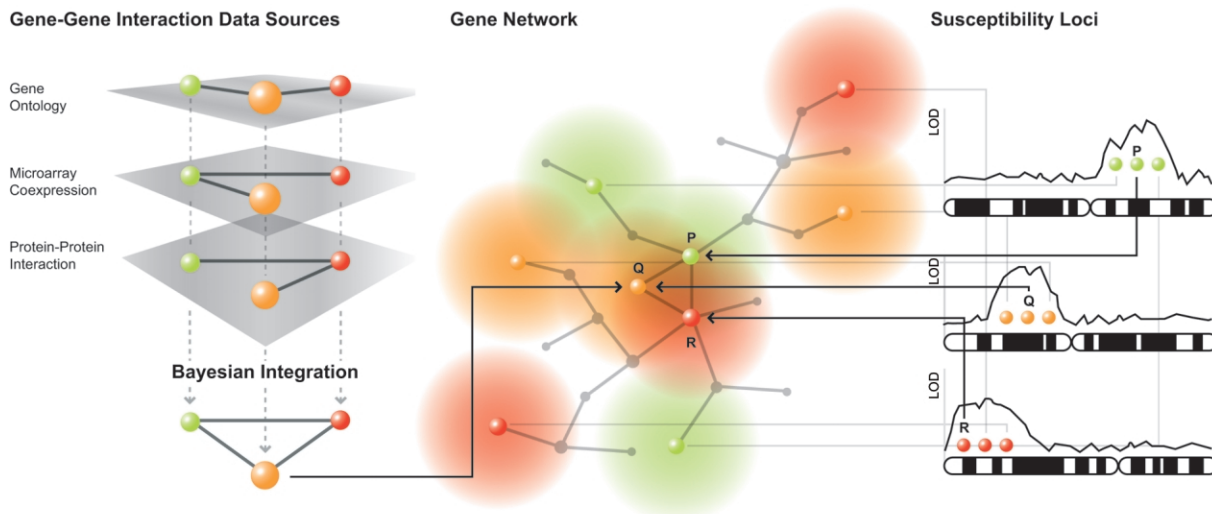 Gene-Gene Interaction Data Sources
Gene
Ontology
Microarray
Coexpression
Protein-Protein
Interaction
Bayesian Integration
Gene Network
P
Q
R
Susceptibility Loci
LOD
P
LOD
Q
LOD
R